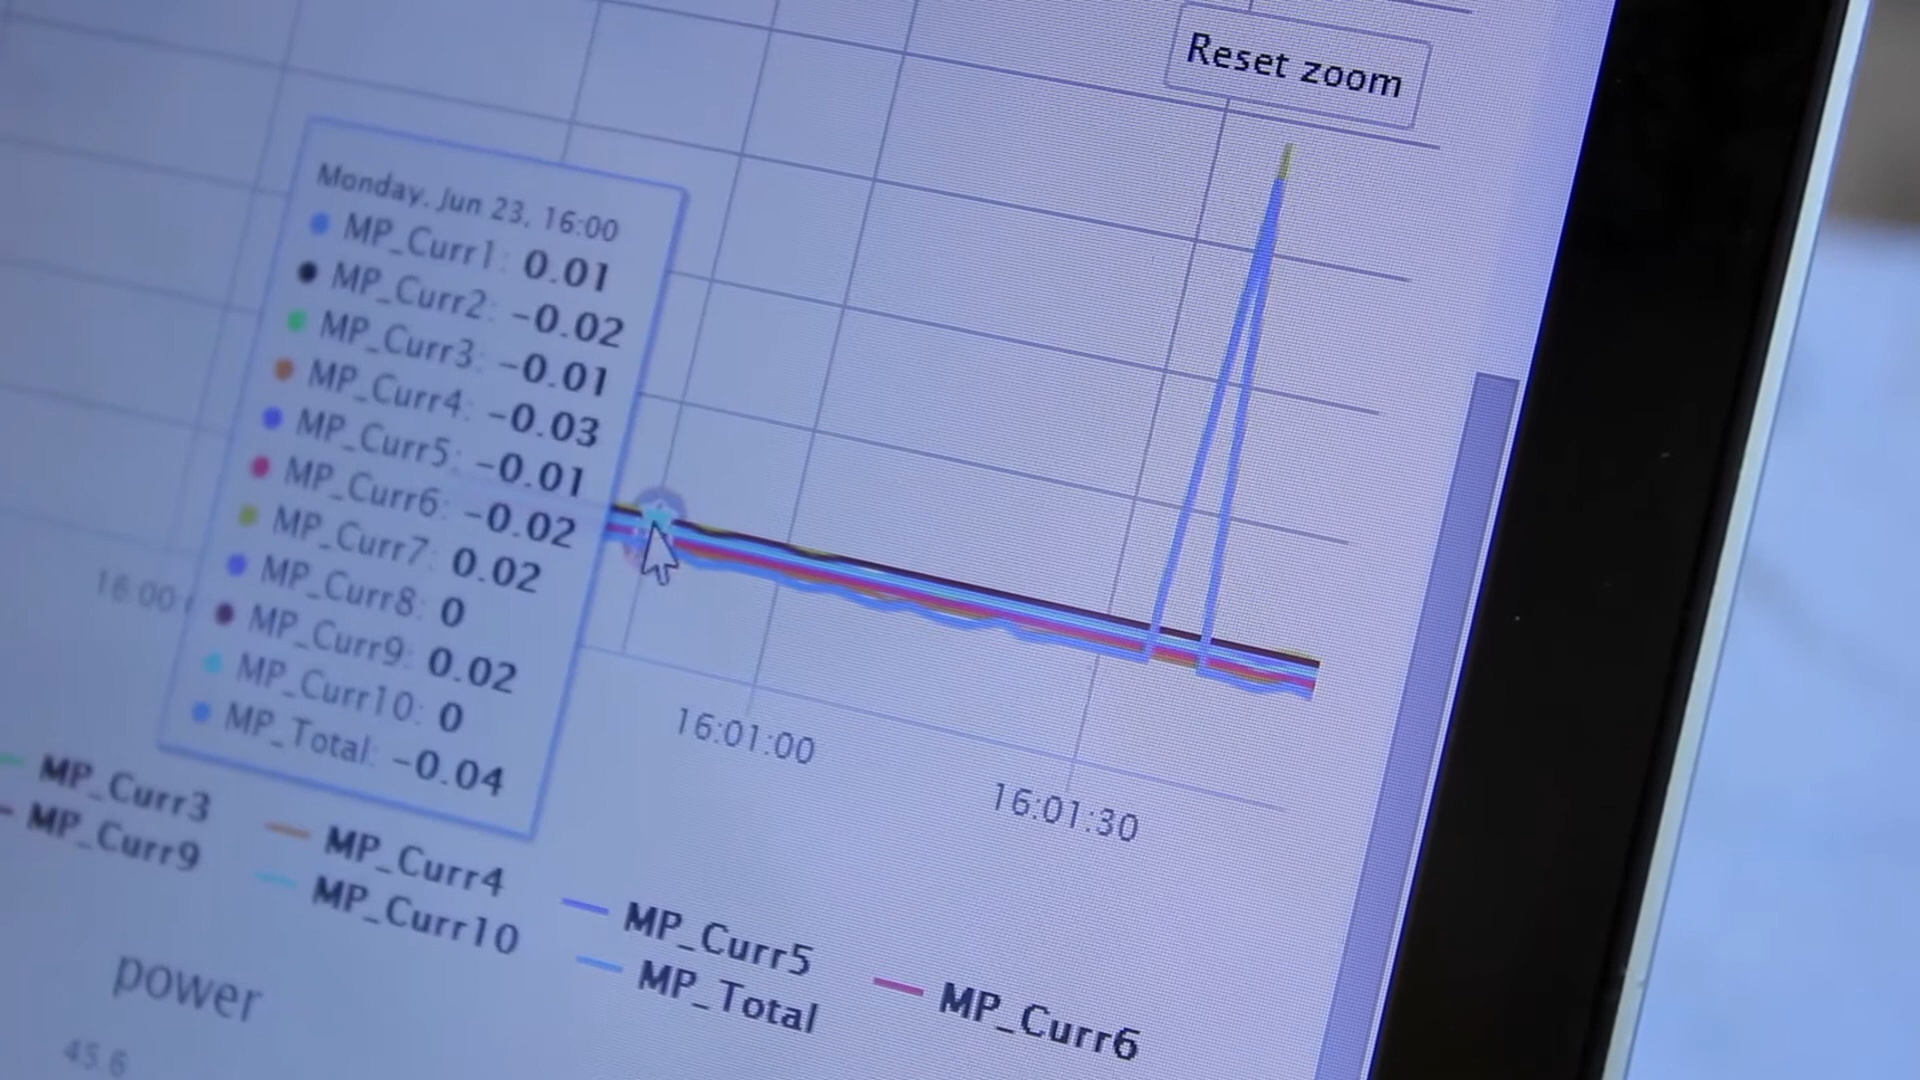 Reset zoom
Monday, Jun 23, 16:00
MP_Curr1: 0.01
MP_Curr2: -0.02
MP_Curr3: -0.01
MP_Curr4: -0.03
MP_Curr5: -0.01
MP_Curr6: -0.02
MP_Curr7: 0.02
MP_Curr8: 0
MP_Curr9: 0.02
MP_Curr10: 0
MP_Total: -0.04
16:00
16:01:00
16:01:30
MP_Curr3 MP_Curr4 MP_Curr5 MP_Curr6
MP_Curr9 MP_Curr10 MP_Total
power
45.6